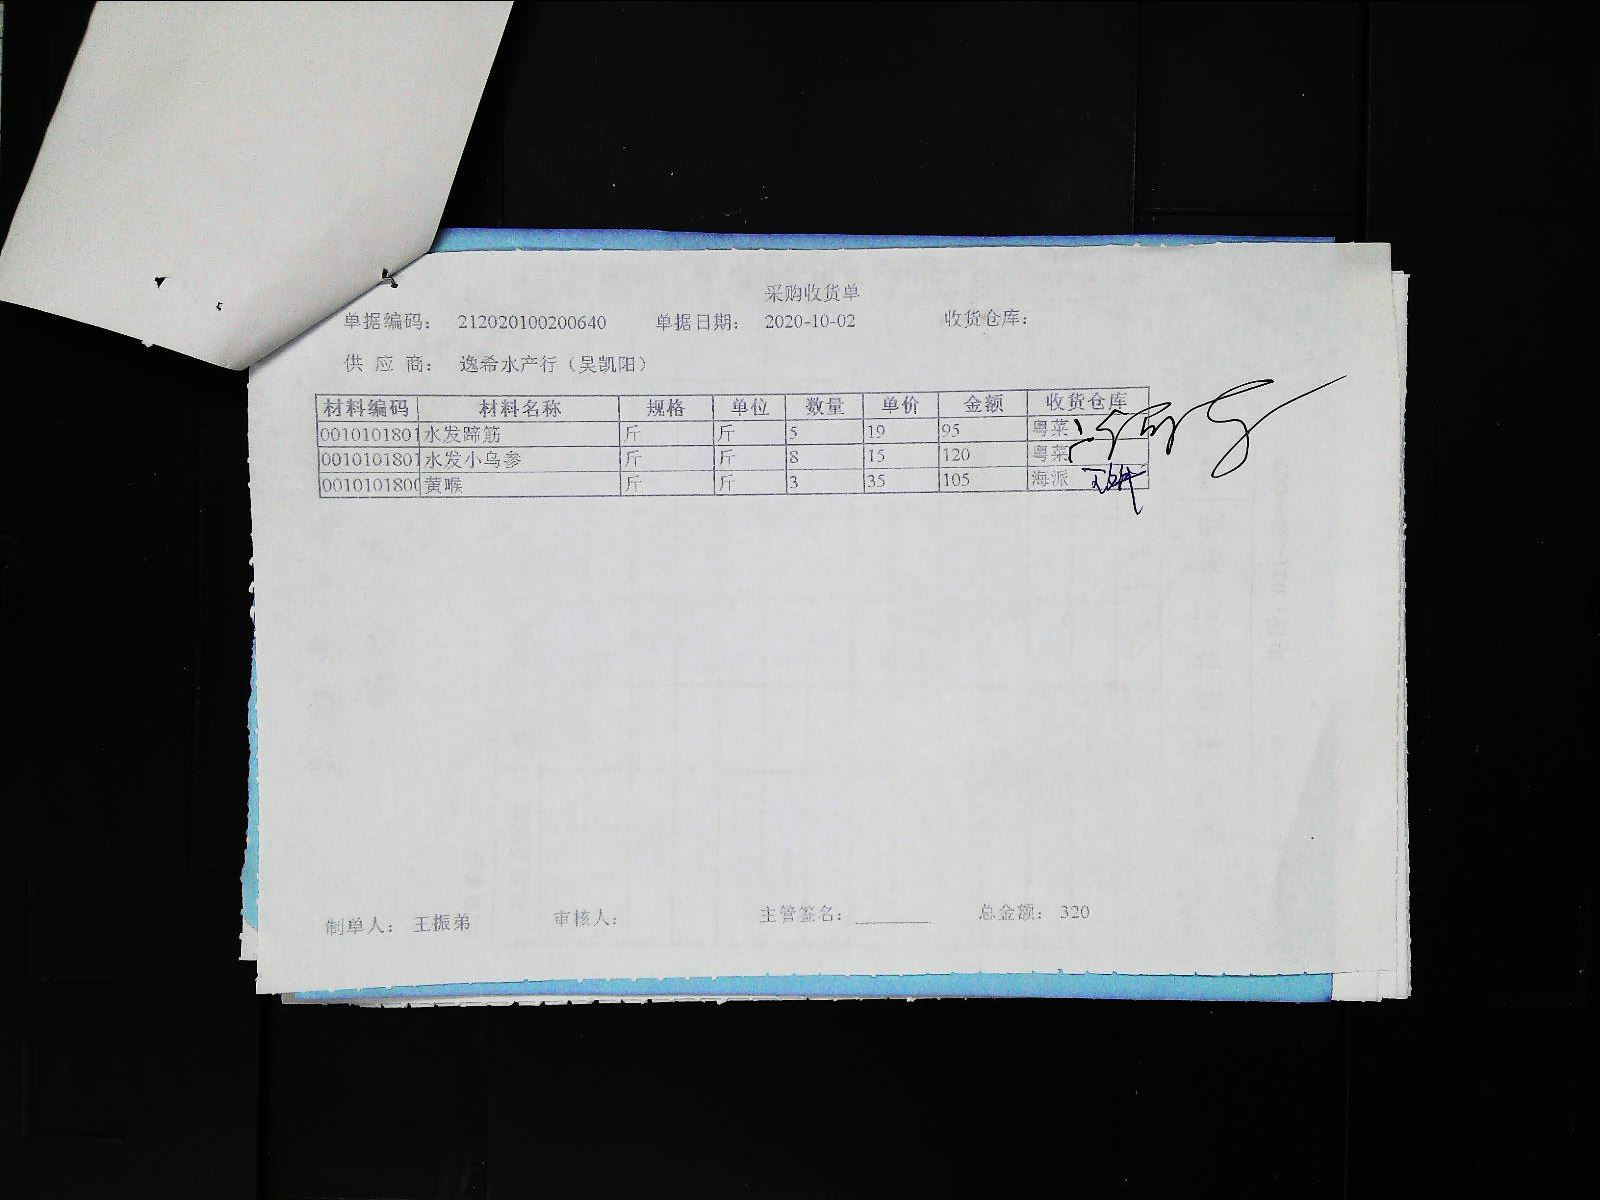 采购收货单
单据编码： 212020100200640 单据日期： 2020-10-02 收货仓库：
供 应 商： 逸希水产行（吴凯阳）
材料编码 材料名称 规格 单位 数量 单价 金额 收货仓库
0010101801 水发蹄筋 斤 斤 5 19 95 粤菜
0010101801 水发小乌参 斤 斤 8 15 120 粤菜
0010101800 黄喉 斤 斤 3 35 105 海派
制单人： 王振弟 审核人： 主管签名： 总金额： 320